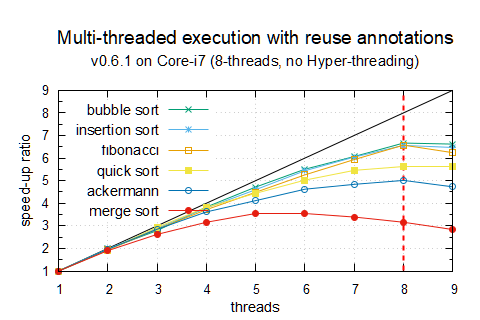 Multi-threaded execution with reuse annotations
v0.6.1 on Core-i7 (8-threads, no Hyper-threading)
speed-up ratio
9
8
7
6
5
4
3
2
1
bubble sort
insertion sort
fibonacci
quick sort
ackermann
merge sort
1 2 3 4 5 6 7 8 9
threads